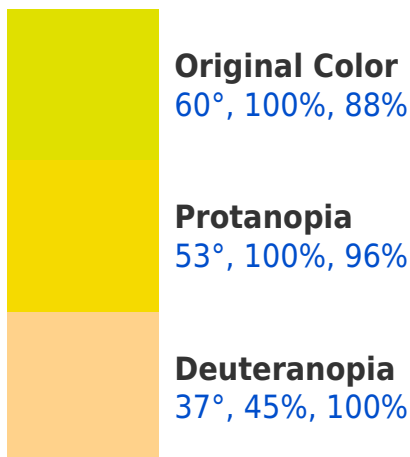 Original Color
60°, 100%, 88%
Protanopia
53°, 100%, 96%
Deuteranopia
37°, 45%, 100%